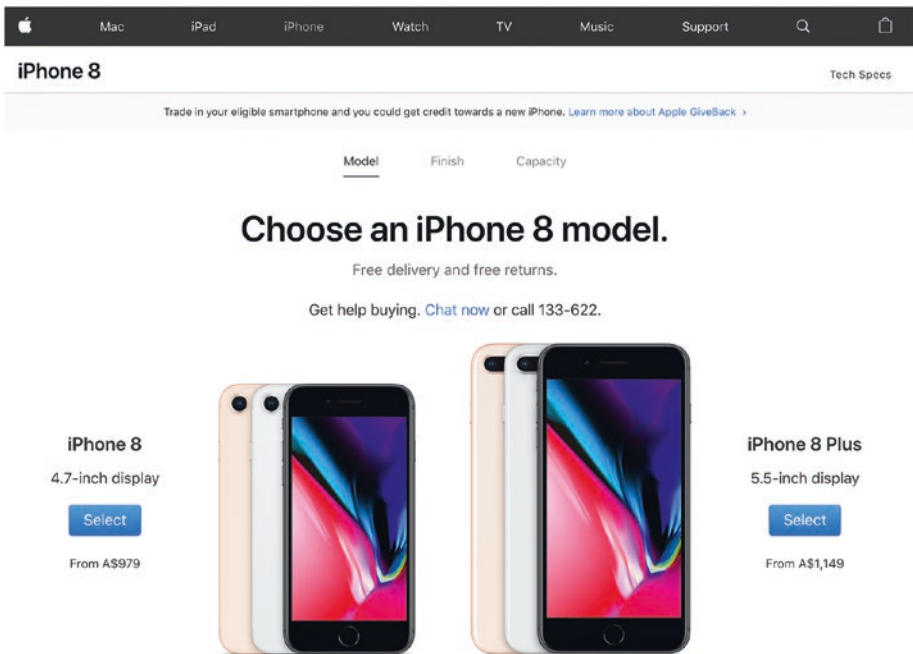 Mac iPad iPhone Watch TV Music Support
iPhone 8 Tech Specs
Trade in your eligible smartphone and you could get credit towards a new iPhone. Learn more about Apple GiveBack >
Model Finish Capacity
Choose an iPhone 8 model.
Free delivery and free returns.
Get help buying. Chat now or call 133-622.
iPhone 8
4.7-inch display
Select
From A$979
iPhone 8 Plus
5.5-inch display
Select
From A$1,149